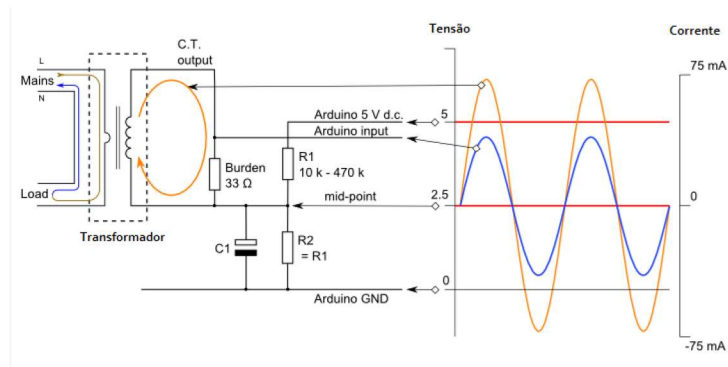 Tensão
Corrente
C.T.
output
L
Mains
N
75 mA
Arduino 5 V d.c.
5
Arduino input
Burden
33 Ω
R1
10 k - 470 k
mid-point
2.5
0
Load
Transformador
C1
R2
= R1
0
Arduino GND
-75 mA